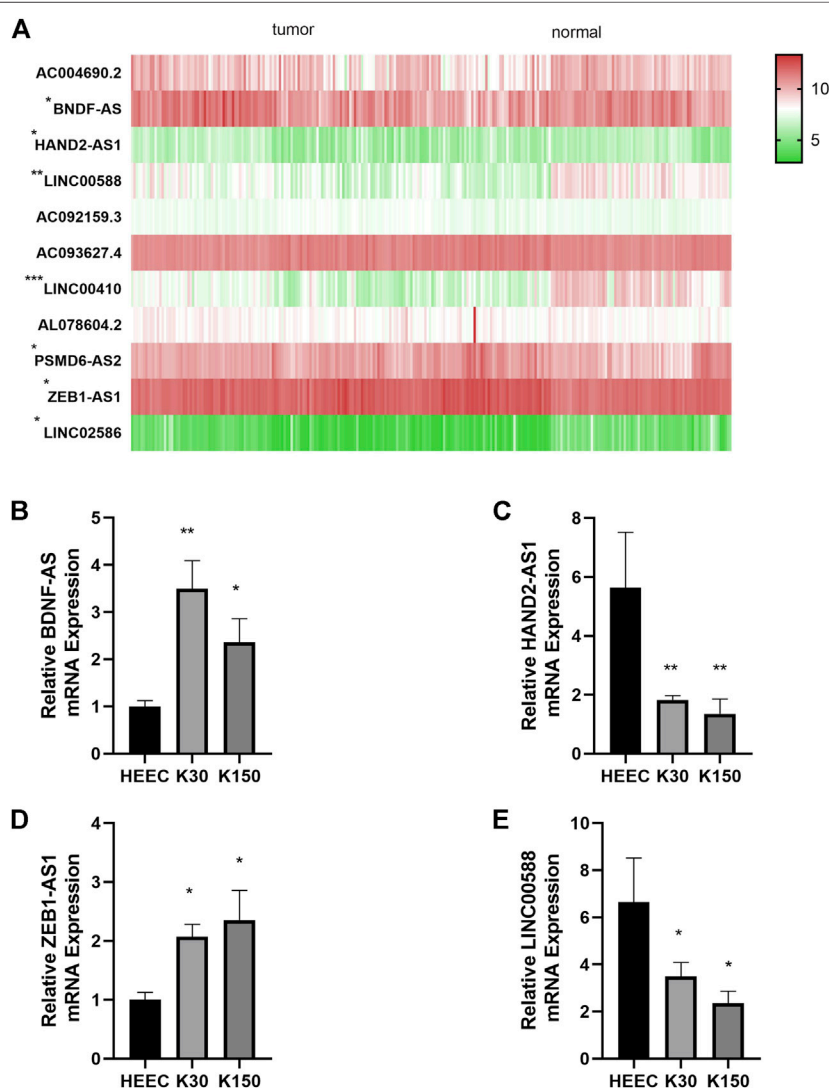 A
tumor normal
AC004690.2
*BNDF-AS
*HAND2-AS1
**LINC00588
AC092159.3
AC093627.4
***LINC00410
AL078604.2
*PSMD6-AS2
*ZEB1-AS1
*LINC02586
10
5
B
Relative BDNF-AS
mRNA Expression
5
4
3
2
1
0
**
*
HEEC K30 K150
C
Relative HAND2-AS1
mRNA Expression
8
6
4
2
0
** **
HEEC K30 K150
D
Relative ZEB1-AS1
mRNA Expression
4
3
2
1
0
*
*
HEEC K30 K150
E
Relative LINC00588
mRNA Expression
10
8
6
4
2
0
*
*
HEEC K30 K150